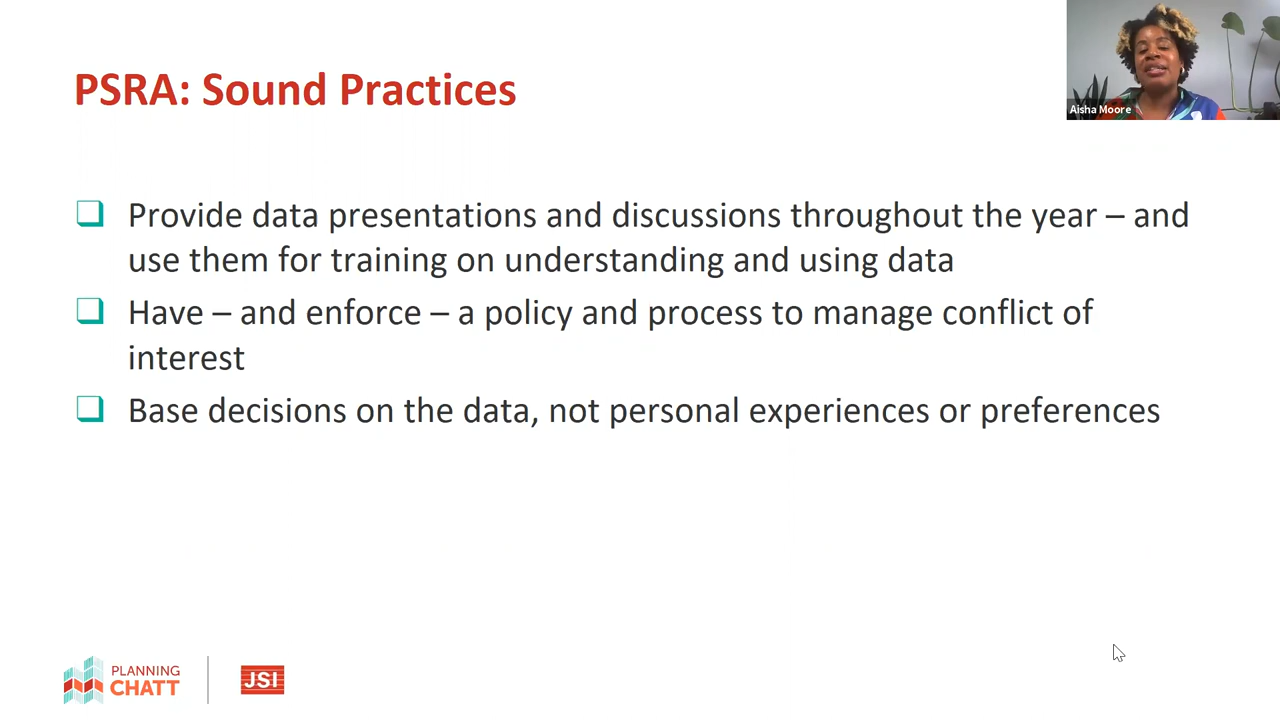 PSRA: Sound Practices
Aisha Moore
❑ Provide data presentations and discussions throughout the year – and
use them for training on understanding and using data
❑ Have – and enforce – a policy and process to manage conflict of
interest
❑ Base decisions on the data, not personal experiences or preferences
PLANNING
CHATT
JSI